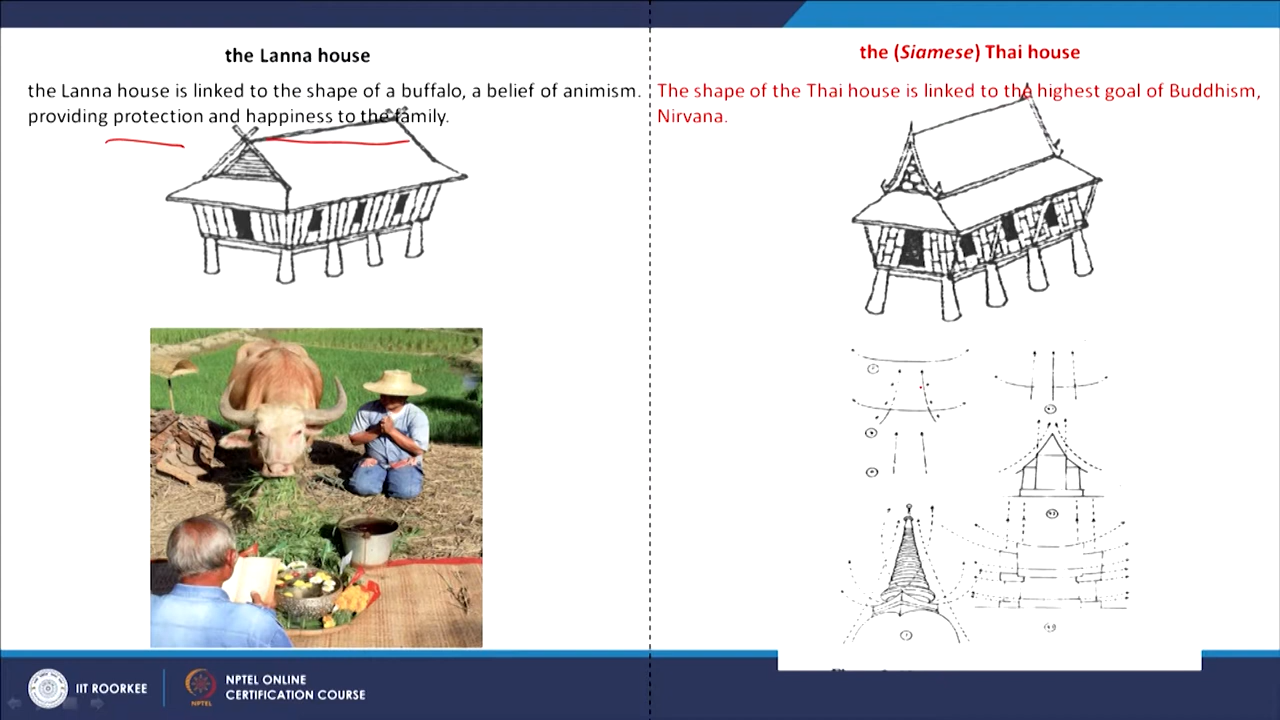 the Lanna house
the Lanna house is linked to the shape of a buffalo, a belief of animism.
providing protection and happiness to the family.
the (Siamese) Thai house
The shape of the Thai house is linked to the highest goal of Buddhism,
Nirvana.
IIT ROORKEE
NPTEL
NPTEL ONLINE
CERTIFICATION COURSE